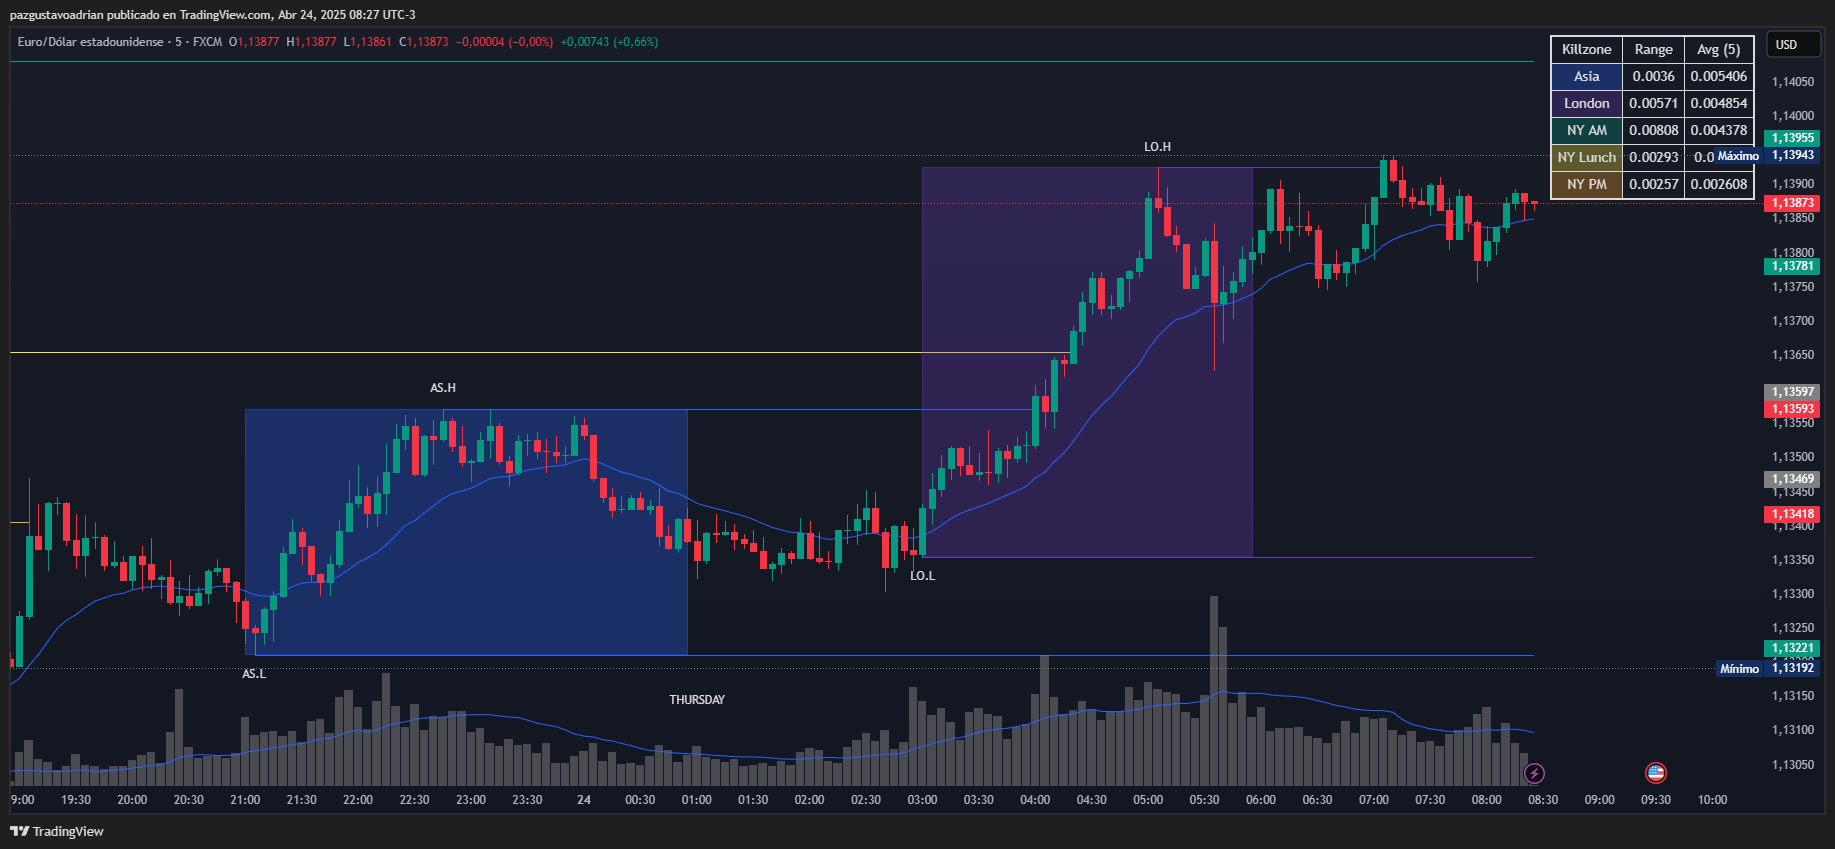 pazgustavoadrian publicado en TradingView.com, Abr 24, 2025 08:27 UTC-3
Euro/Dólar estadounidense · 5 · FXCM O1,13877 H1,13877 L1,13861 C1,13873 −0,00004 (−0,00%) +0,00743 (+0,66%)
USD
Killzone Range Avg (5)
Asia 0.0036 0.005406
London 0.00571 0.004854
NY AM 0.00808 0.004378
NY Lunch 0.00293 0.0
NY PM 0.00257 0.002608
1,14050
1,14000
1,13955
Máximo 1,13943
1,13900
1,13873
1,13850
1,13800
1,13781
1,13750
1,13700
1,13650
1,13597
1,13593
1,13550
1,13500
1,13469
1,13450
1,13418
1,13400
1,13350
1,13300
1,13250
1,13221
Mínimo 1,13192
1,13150
1,13100
1,13050
LO.H
AS.H
LO.L
AS.L
THURSDAY
9:00 19:30 20:00 20:30 21:00 21:30 22:00 22:30 23:00 23:30 24 00:30 01:00 01:30 02:00 02:30 03:00 03:30 04:00 04:30 05:00 05:30 06:00 06:30 07:00 07:30 08:00 08:30 09:00 09:30 10:00
TradingView